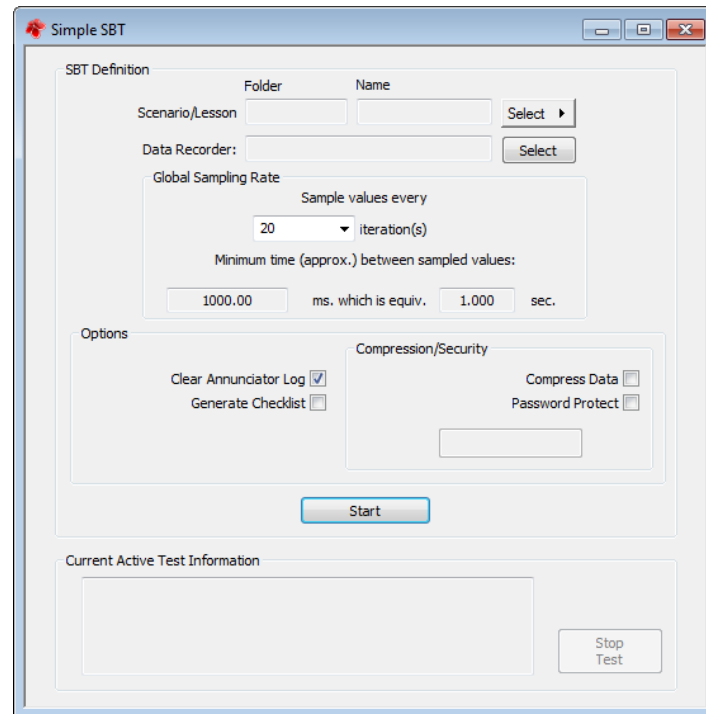 Simple SBT
SBT Definition
Folder Name
Scenario/Lesson Select
Data Recorder: Select
Global Sampling Rate
Sample values every
20 iteration(s)
Minimum time (approx.) between sampled values:
1000.00 ms. which is equiv. 1.000 sec.
Options
Compression/Security
Clear Annunciator Log Compress Data
Generate Checklist Password Protect
Start
Current Active Test Information
Stop
Test